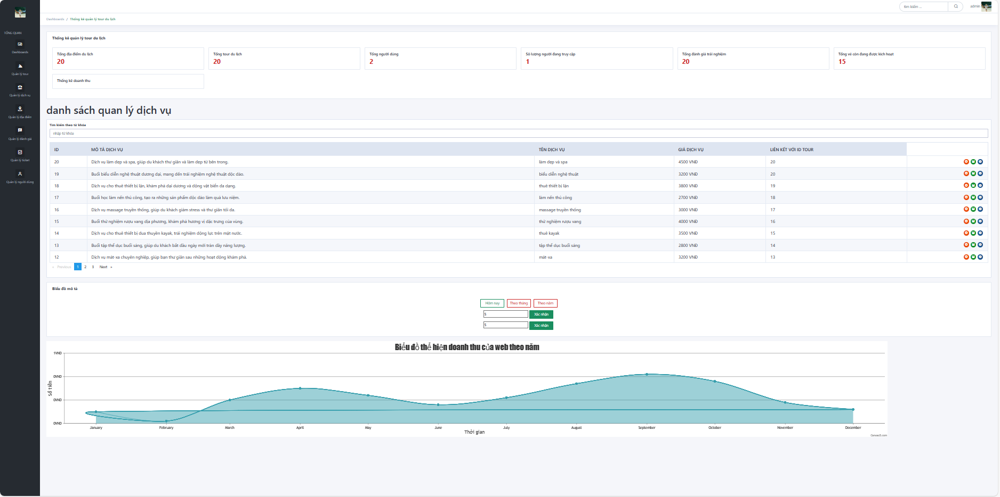 tìm kiếm ...
admin
Dashboards / Thống kê quản lý tour du lịch
TỔNG QUAN
Dashboards
Quản lý tour
Quản lý dịch vụ
Quản lý địa điểm
Quản lý đánh giá
Quản lý ticket
Quản lý người dùng
Thống kê quản lý tour du lịch
Tổng địa điểm du lịch
20
Tổng tour du lịch
20
Tổng người dùng
2
Số lượng người đang truy cập
1
Tổng đánh giá trải nghiệm
20
Tổng vé còn đang được kích hoạt
15
Thống kê doanh thu
danh sách quan lý dịch vụ
Tìm kiếm theo từ khóa
nhập từ khóa
ID MÔ TẢ DỊCH VỤ TÊN DỊCH VỤ GIÁ DỊCH VỤ LIÊN KẾT VỚI ID TOUR
20 Dịch vụ làm đẹp và spa, giúp du khách thư giãn và làm đẹp từ bên trong. làm đẹp và spa 4500 VNĐ 20
19 Buổi biểu diễn nghệ thuật đương đại, mang đến trải nghiệm nghệ thuật độc đáo. biểu diễn nghệ thuật 3200 VNĐ 20
18 Dịch vụ cho thuê thiết bị lặn, khám phá đại dương và động vật biển đa dạng. thuê thiết bị lặn 3800 VNĐ 19
17 Buổi học làm nến thủ công, tạo ra những sản phẩm độc đáo làm quà lưu niệm. làm nến thủ công 2700 VNĐ 18
16 Dịch vụ massage truyền thống, giúp du khách giảm stress và thư giãn tối đa. massage truyền thống 3000 VNĐ 17
15 Buổi thử nghiệm rượu vang địa phương, khám phá hương vị đặc trưng của vùng. thử nghiệm rượu vang 4000 VNĐ 16
14 Dịch vụ cho thuê thiết bị đua thuyền kayak, trải nghiệm động lực trên mặt nước. thuê kayak 3500 VNĐ 15
13 Buổi tập thể dục buổi sáng, giúp du khách bắt đầu ngày mới tràn đầy năng lượng. tập thể dục buổi sáng 2800 VNĐ 14
12 Dịch vụ mát-xa chuyên nghiệp, giúp bạn thư giãn sau những hoạt động khám phá. mát-xa 3200 VNĐ 13
« Previous 1 2 3 Next »
Biểu đồ mô tả
Hôm nay Theo tháng Theo năm
5 Xác nhận
5 Xác nhận
Biểu đồ thể hiện doanh thu của web theo năm
1VND
0VND
0VND
0VND
Số tiền
January February March April May June July August September October November December
Thời gian
CanvasJS.com